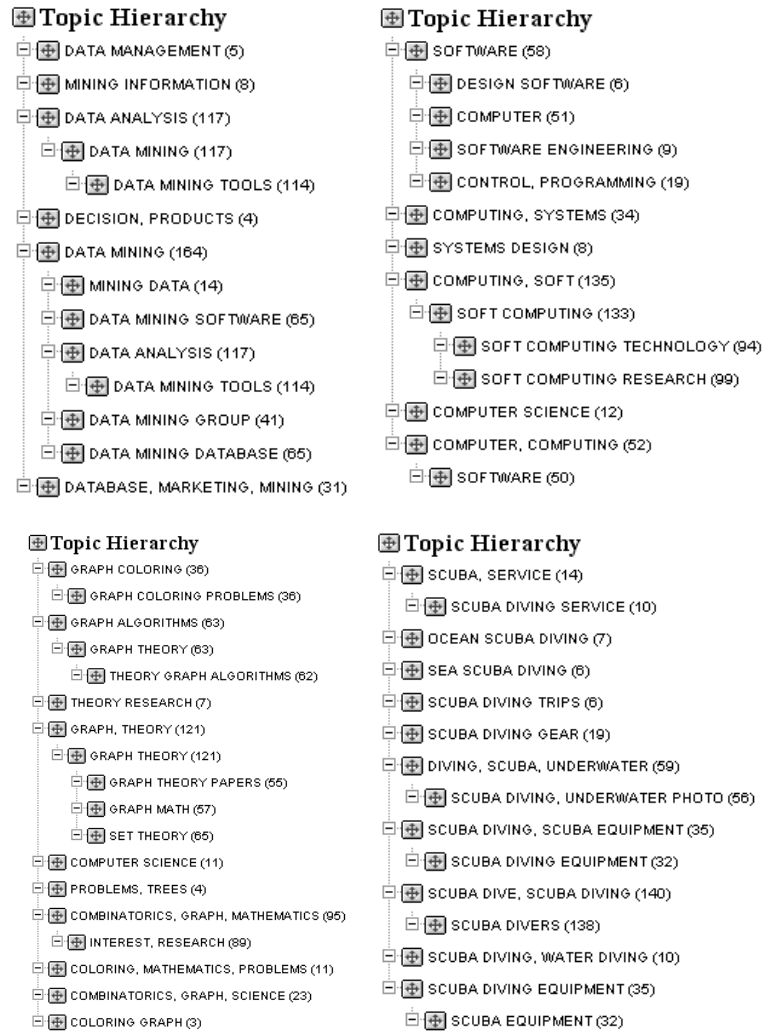 Topic Hierarchy
DATA MANAGEMENT (5)
MINING INFORMATION (8)
DATA ANALYSIS (117)
DATA MINING (117)
DATA MINING TOOLS (114)
DECISION, PRODUCTS (4)
DATA MINING (164)
MINING DATA (14)
DATA MINING SOFTWARE (65)
DATA ANALYSIS (117)
DATA MINING TOOLS (114)
DATA MINING GROUP (41)
DATA MINING DATABASE (65)
DATABASE, MARKETING, MINING (31)
Topic Hierarchy
SOFTWARE (58)
DESIGN SOFTWARE (6)
COMPUTER (51)
SOFTWARE ENGINEERING (9)
CONTROL, PROGRAMMING (19)
COMPUTING, SYSTEMS (34)
SYSTEMS DESIGN (8)
COMPUTING, SOFT (135)
SOFT COMPUTING (133)
SOFT COMPUTING TECHNOLOGY (94)
SOFT COMPUTING RESEARCH (99)
COMPUTER SCIENCE (12)
COMPUTER, COMPUTING (52)
SOFTWARE (50)
Topic Hierarchy
GRAPH COLORING (36)
GRAPH COLORING PROBLEMS (36)
GRAPH ALGORITHMS (63)
GRAPH THEORY (63)
THEORY GRAPH ALGORITHMS (62)
THEORY RESEARCH (7)
GRAPH, THEORY (121)
GRAPH THEORY (121)
GRAPH THEORY PAPERS (55)
GRAPH MATH (57)
SET THEORY (65)
COMPUTER SCIENCE (11)
PROBLEMS, TREES (4)
COMBINATORICS, GRAPH, MATHEMATICS (95)
INTEREST, RESEARCH (89)
COLORING, MATHEMATICS, PROBLEMS (11)
COMBINATORICS, GRAPH, SCIENCE (23)
COLORING GRAPH (3)
Topic Hierarchy
SCUBA, SERVICE (14)
SCUBA DIVING SERVICE (10)
OCEAN SCUBA DIVING (7)
SEA SCUBA DIVING (6)
SCUBA DIVING TRIPS (6)
SCUBA DIVING GEAR (19)
DIVING, SCUBA, UNDERWATER (59)
SCUBA DIVING, UNDERWATER PHOTO (56)
SCUBA DIVING, SCUBA EQUIPMENT (35)
SCUBA DIVING EQUIPMENT (32)
SCUBA DIVE, SCUBA DIVING (140)
SCUBA DIVERS (138)
SCUBA DIVING, WATER DIVING (10)
SCUBA DIVING EQUIPMENT (35)
SCUBA EQUIPMENT (32)